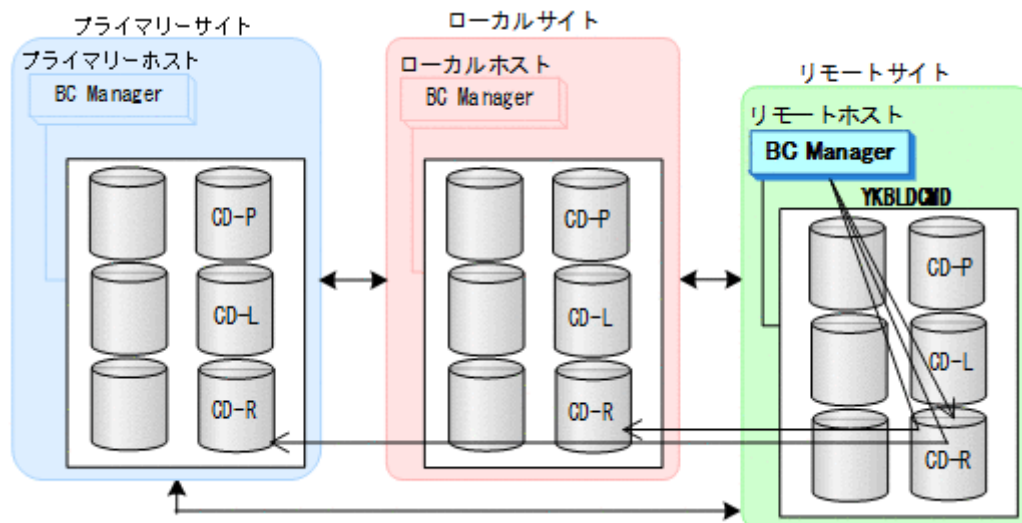 プライマリーサイト
プライマリーホスト
BC Manager
CD-P
CD-L
CD-R
ローカルサイト
ローカルホスト
BC Manager
CD-P
CD-L
CD-R
リモートサイト
リモートホスト
BC Manager
YKBLDCMD
CD-P
CD-L
CD-R